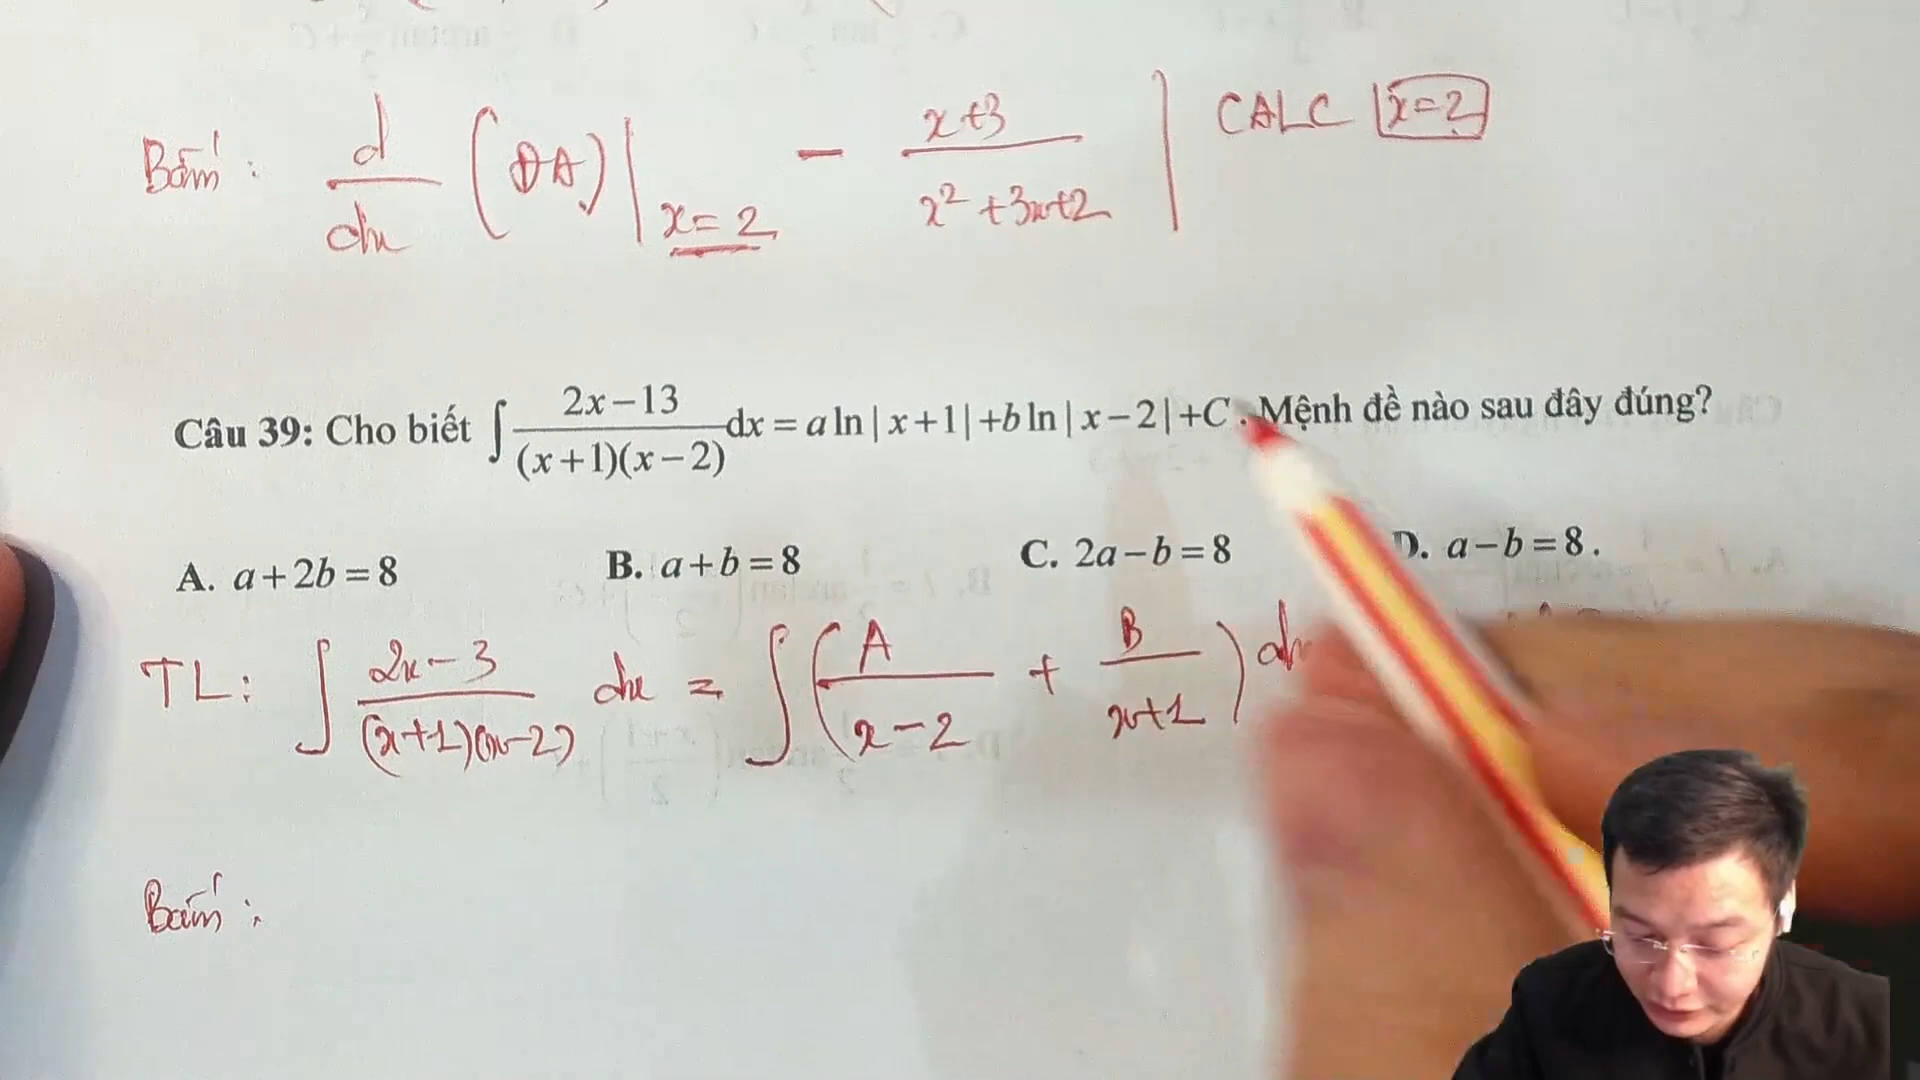 Bấm: d/dx (ĐA)|x=2 − (x+3)/(x²+3x+2) | CALC x=2
Câu 39: Cho biết ∫ (2x−13)/((x+1)(x−2)) dx = a ln|x+1| + b ln|x−2| + C. Mệnh đề nào sau đây đúng?
A. a+2b=8 B. a+b=8 C. 2a−b=8 D. a−b=8.
TL: ∫ (2x−3)/((x+1)(x−2)) dx = ∫ (A/(x−2) + B/(x+1)) dx
Bấm: